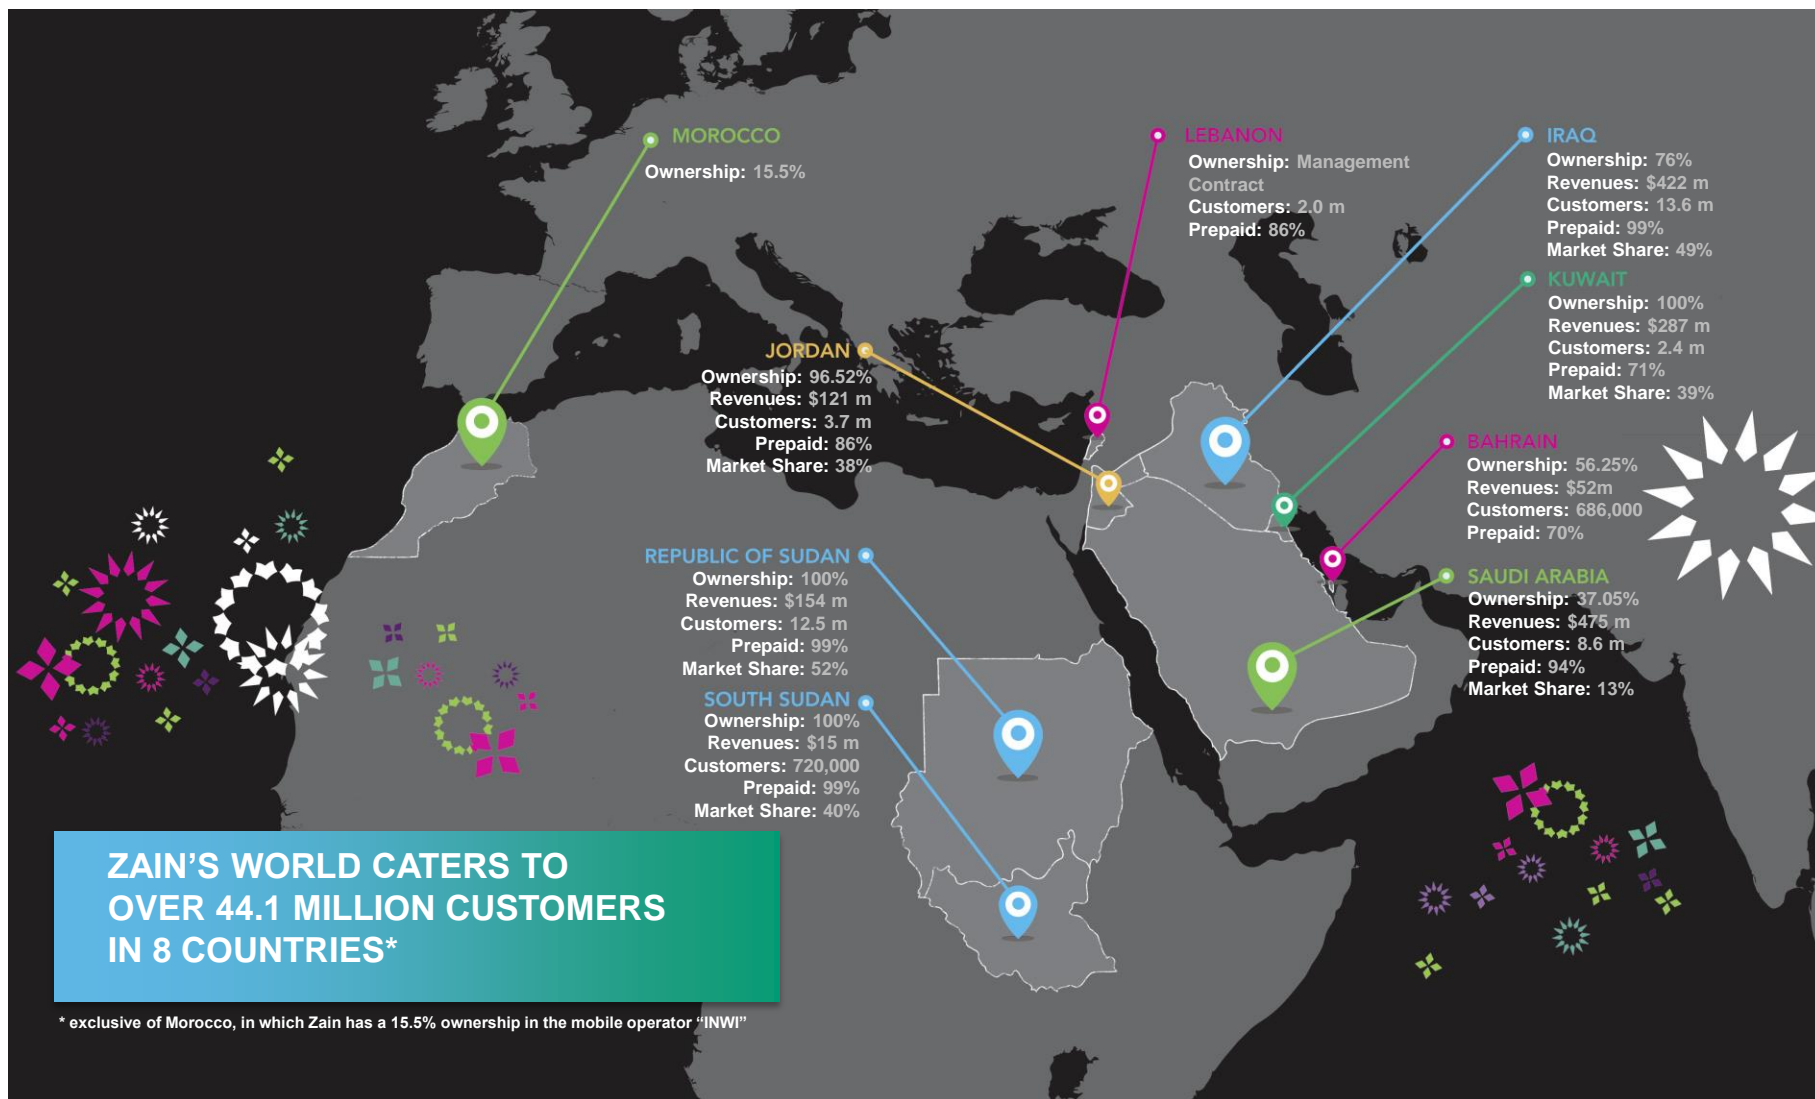 MOROCCO
Ownership: 15.5%
LEBANON
Ownership: Management
Contract
Customers: 2.0 m
Prepaid: 86%
IRAQ
Ownership: 76%
Revenues: $422 m
Customers: 13.6 m
Prepaid: 99%
Market Share: 49%
KUWAIT
Ownership: 100%
Revenues: $287 m
Customers: 2.4 m
Prepaid: 71%
Market Share: 39%
JORDAN
Ownership: 96.52%
Revenues: $121 m
Customers: 3.7 m
Prepaid: 86%
Market Share: 38%
BAHRAIN
Ownership: 56.25%
Revenues: $52m
Customers: 686,000
Prepaid: 70%
REPUBLIC OF SUDAN
Ownership: 100%
Revenues: $154 m
Customers: 12.5 m
Prepaid: 99%
Market Share: 52%
SAUDI ARABIA
Ownership: 37.05%
Revenues: $475 m
Customers: 8.6 m
Prepaid: 94%
Market Share: 13%
SOUTH SUDAN
Ownership: 100%
Revenues: $15 m
Customers: 720,000
Prepaid: 99%
Market Share: 40%
ZAIN’S WORLD CATERS TO
OVER 44.1 MILLION CUSTOMERS
IN 8 COUNTRIES*
* exclusive of Morocco, in which Zain has a 15.5% ownership in the mobile operator “INWI”